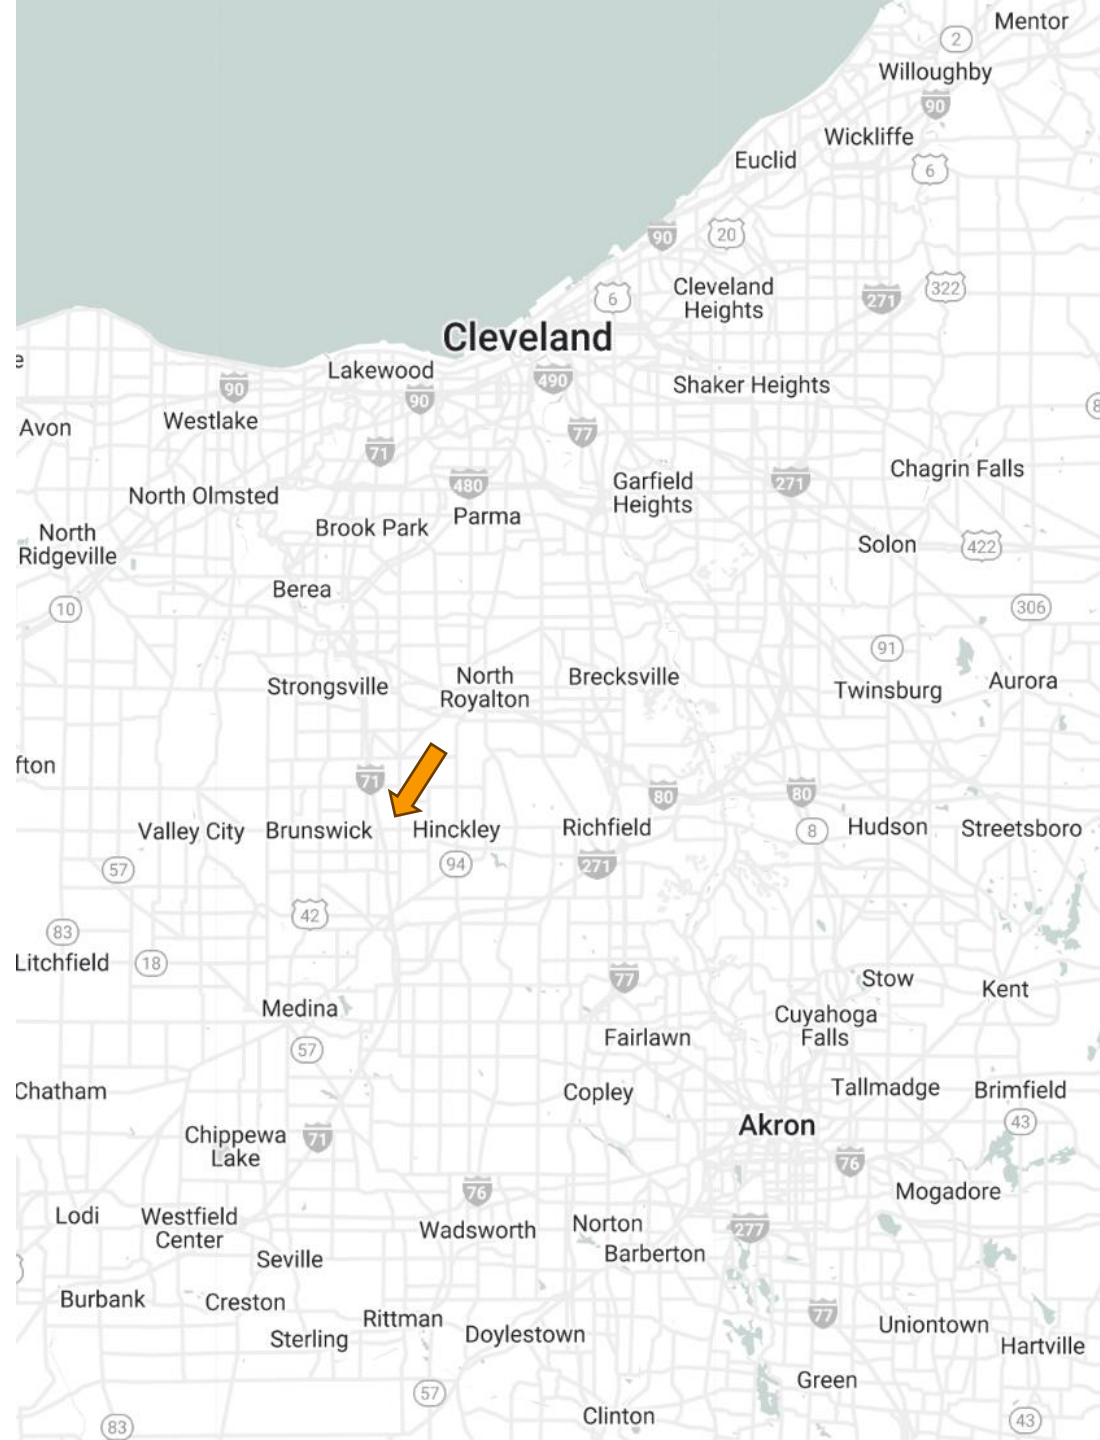 Mentor
2
Willoughby
90
Wickliffe
Euclid
6
90
20
Cleveland
Heights
271
322
6
Cleveland
Lakewood
90
90
490
Shaker Heights
Westlake
Avon
77
71
Chagrin Falls
480
Garfield
Heights
271
North Olmsted
Parma
Brook Park
North
Ridgeville
Solon
422
Berea
10
306
91
Strongsville
North
Royalton
Brecksville
Twinsburg
Aurora
fton
71
80
80
Valley City
Brunswick
Hinckley
Richfield
8
Hudson
Streetsboro
57
94
271
42
83
Litchfield
18
77
Stow
Kent
Medina
Cuyahoga
Falls
Fairlawn
57
Chatham
Copley
Tallmadge
Brimfield
Akron
43
Chippewa
Lake
71
76
76
Mogadore
Lodi
Westfield
Center
Wadsworth
Norton
277
Seville
Barberton
Burbank
Creston
Rittman
77
Uniontown
Sterling
Doylestown
Hartville
Green
57
Clinton
83
43